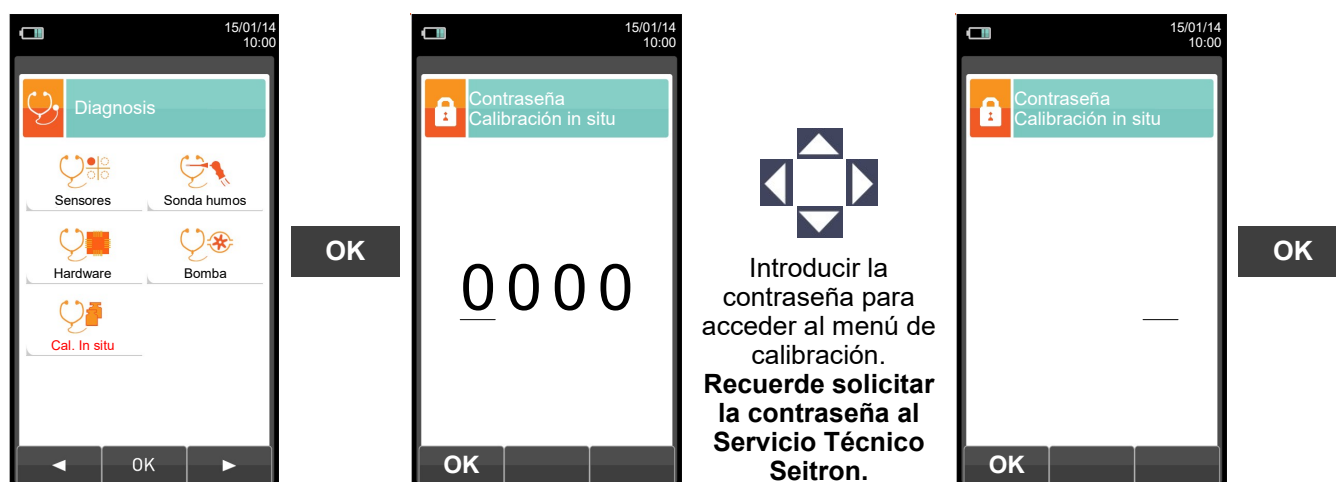 15/01/14
10:00
Diagnosis
Sensores
Sonda humos
Hardware
Bomba
Cal. In situ
◄ OK ►
OK
15/01/14
10:00
Contraseña
Calibración in situ
0000
OK
Introducir la
contraseña para
acceder al menú de
calibración.
Recuerde solicitar
la contraseña al
Servicio Técnico
Seitron.
15/01/14
10:00
Contraseña
Calibración in situ
OK
OK